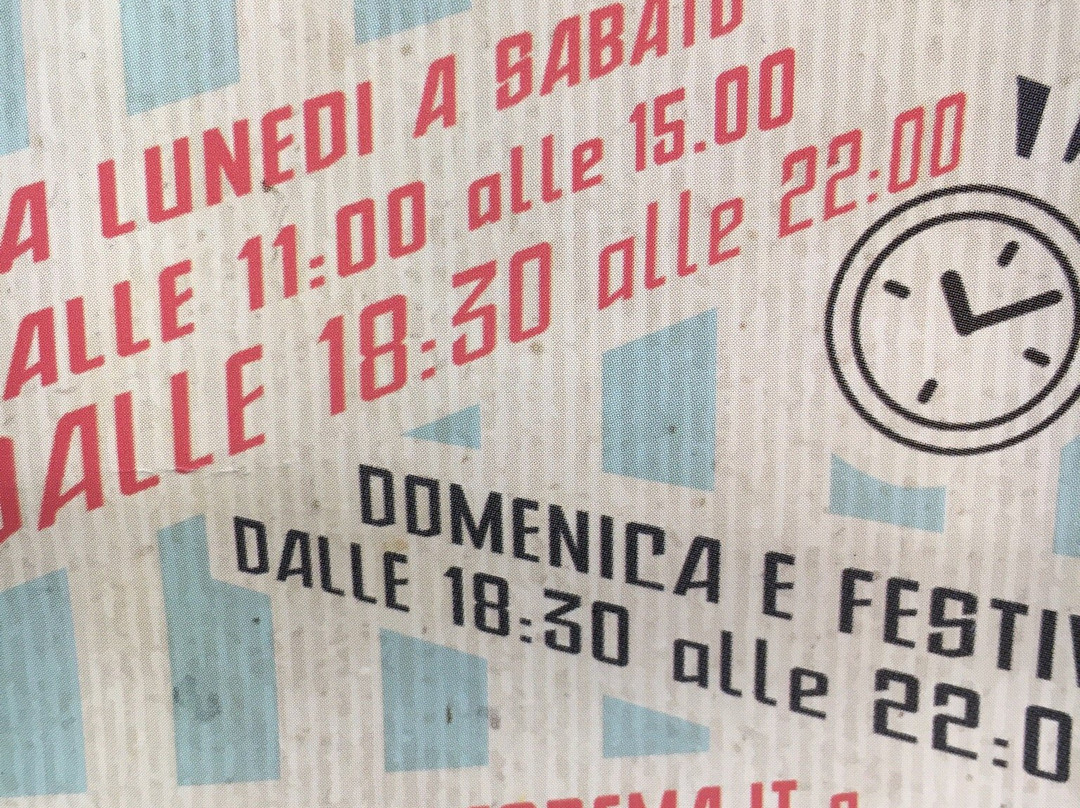 A LUNEDI A SABATO
ALLE 11:00 alle 15.00
DALLE 18:30 alle 22:00
DOMENICA E FESTIV
DALLE 18:30 alle 22:0